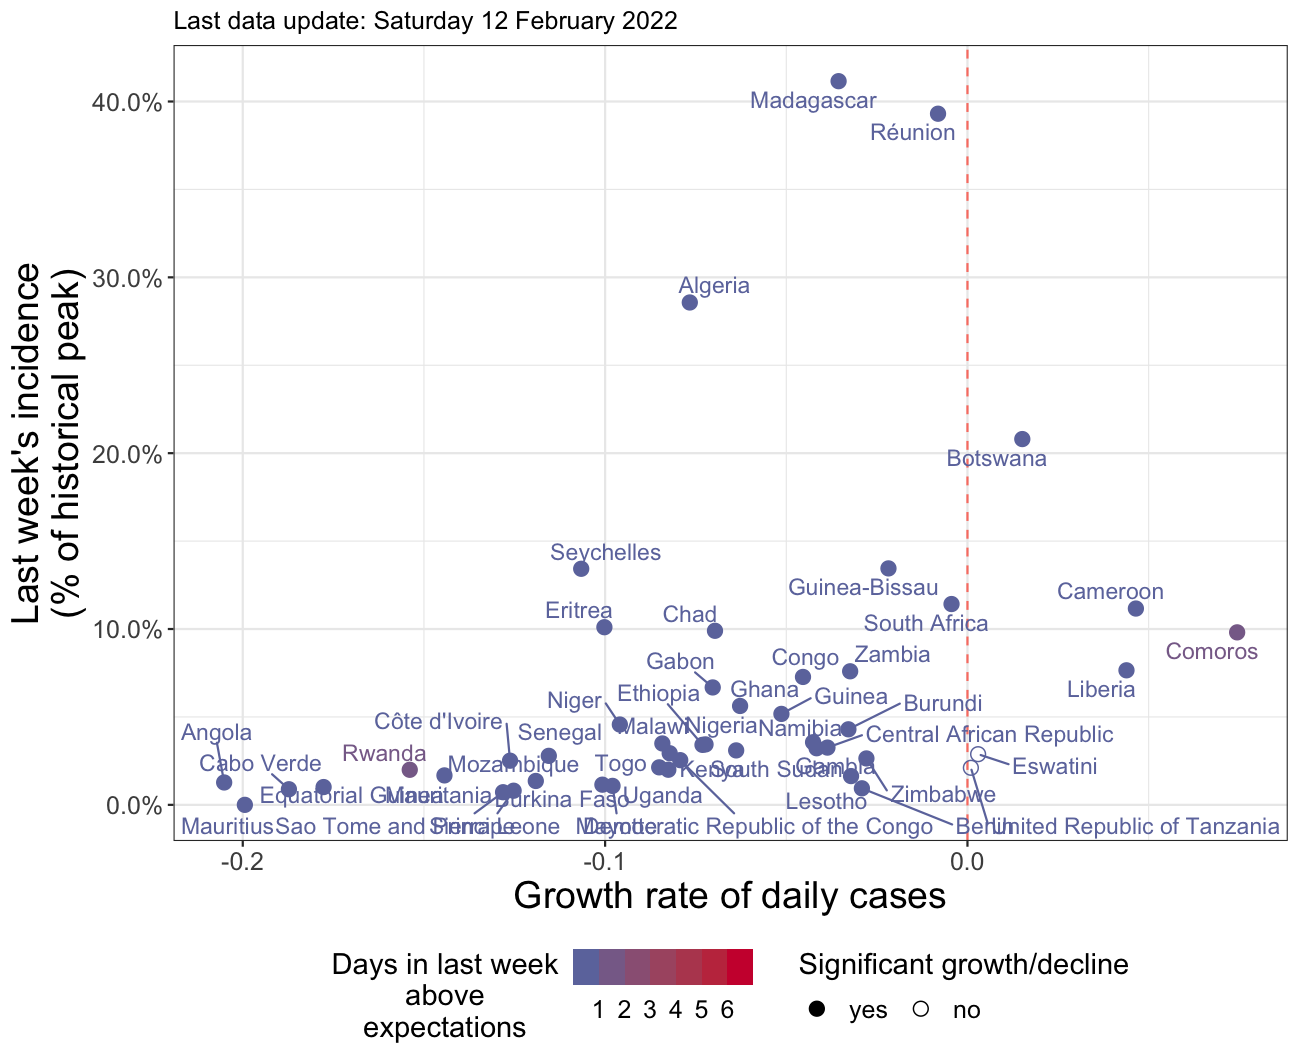 Last data update: Saturday 12 February 2022
Last week's incidence
(% of historical peak)
40.0%
30.0%
20.0%
10.0%
0.0%
Madagascar
Réunion
Algeria
Botswana
Seychelles
Guinea-Bissau
Cameroon
Eritrea
Chad
South Africa
Comoros
Congo
Zambia
Gabon
Liberia
Ethiopia
Ghana
Guinea
Niger
Burundi
Côte d'Ivoire
Angola
Senegal
Malawi
Nigeria
Namibia
Central African Republic
Rwanda
Cabo Verde
Mozambique
Togo
Kenya
South Sudan
Gambia
Eswatini
Equatorial Guinea
Mauritania
Burkina Faso
Uganda
Lesotho
Zimbabwe
Mauritius
Sao Tome and Principe
Sierra Leone
Mayotte
Democratic Republic of the Congo
Benin
United Republic of Tanzania
-0.2
-0.1
0.0
Growth rate of daily cases
Days in last week
above
expectations
1 2 3 4 5 6
Significant growth/decline
yes
no